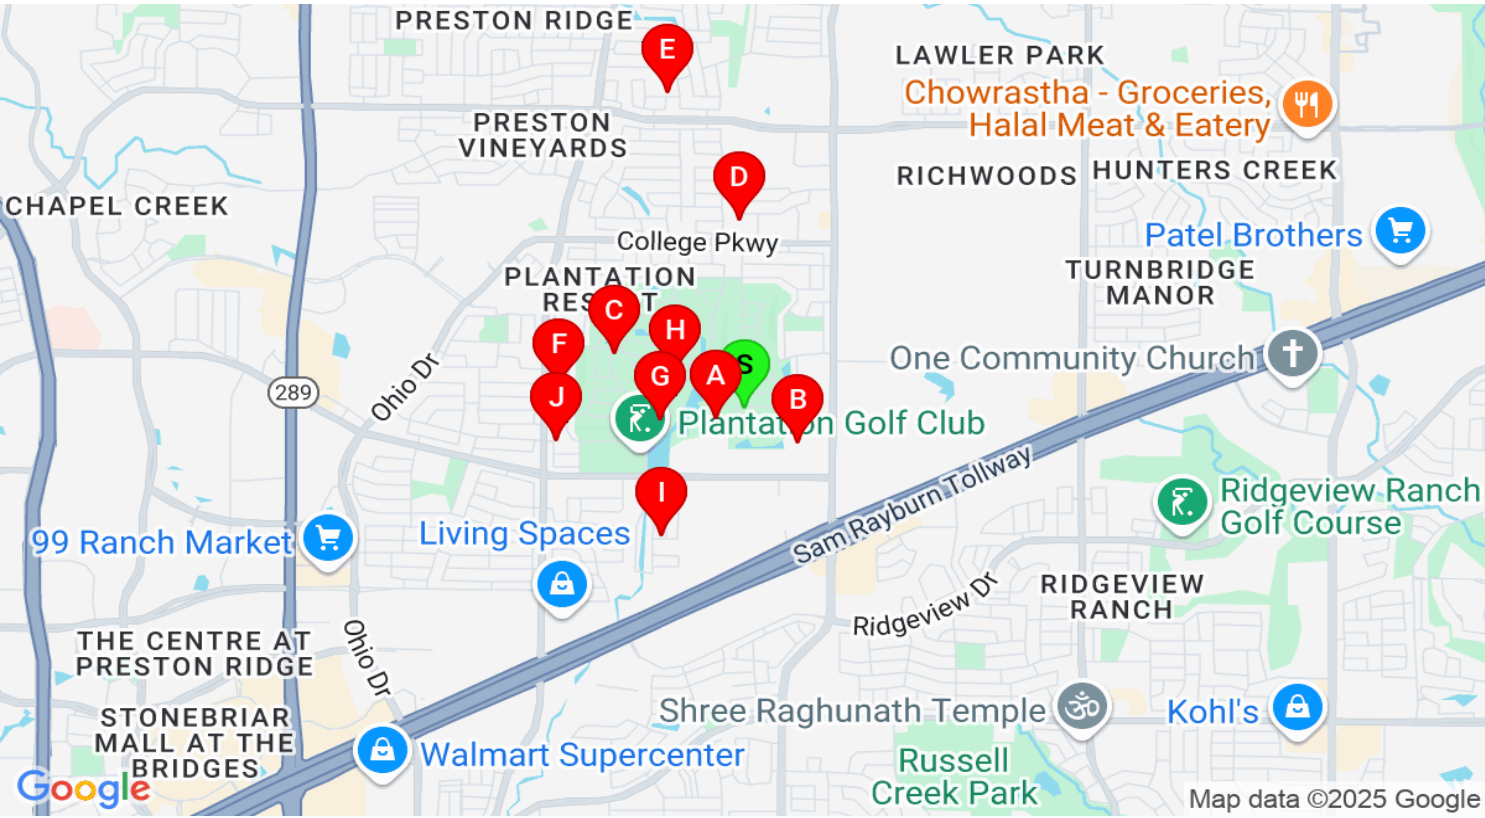 PRESTON RIDGE
E
LAWLER PARK
Chowrastha - Groceries,
Halal Meat & Eatery
PRESTON
VINEYARDS
D
RICHWOODS
HUNTERS CREEK
CHAPEL CREEK
College Pkwy
Patel Brothers
PLANTATION
TURNBRIDGE
MANOR
C
H
F
S
One Community Church
G
A
J
B
289
Ohio Dr
Plantation Golf Club
Sam Rayburn Tollway
I
Ridgeview Ranch
Golf Course
99 Ranch Market
Living Spaces
Ridgeview Dr
RIDGEVIEW
RANCH
THE CENTRE AT
PRESTON RIDGE
Ohio Dr
Shree Raghunath Temple
Kohl's
STONEBRIAR
MALL AT THE
BRIDGES
Walmart Supercenter
Russell
Creek Park
Google
Map data ©2025 Google